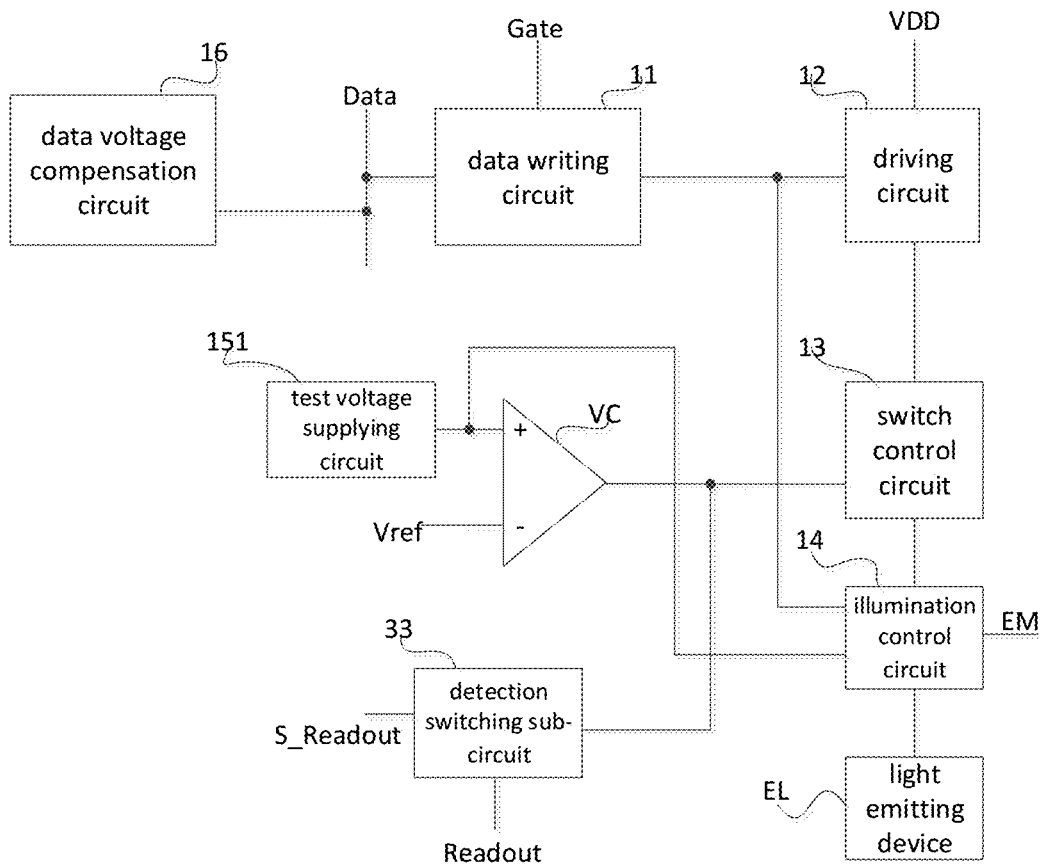 Gate
VDD
16
Data
11
12
data voltage
compensation
circuit
data writing
circuit
driving
circuit
151
test voltage
supplying
circuit
+
VC
13
switch
control
circuit
Vref
-
14
illumination
control
circuit
EM
33
detection
switching sub-
circuit
S_Readout
Readout
EL
light
emitting
device